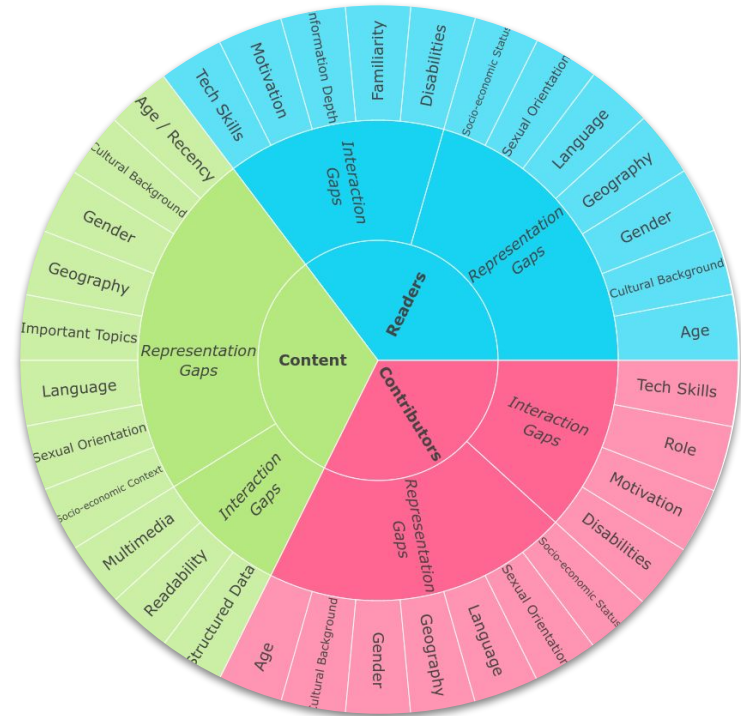 Readers
Interaction
Gaps
Tech Skills
Motivation
nformation Depth
Familiarity
Disabilities
Representation
Gaps
Socio-economic Status
Sexual Orientation
Language
Geography
Gender
Cultural Background
Age
Contributors
Interaction
Gaps
Tech Skills
Role
Motivation
Disabilities
Representation
Gaps
Socio-economic Status
Sexual Orientation
Language
Geography
Gender
Cultural Background
Age
Content
Interaction
Gaps
Structured Data
Readability
Multimedia
Representation
Gaps
Socio-economic Context
Sexual Orientation
Language
Important Topics
Geography
Gender
Cultural Background
Age / Recency